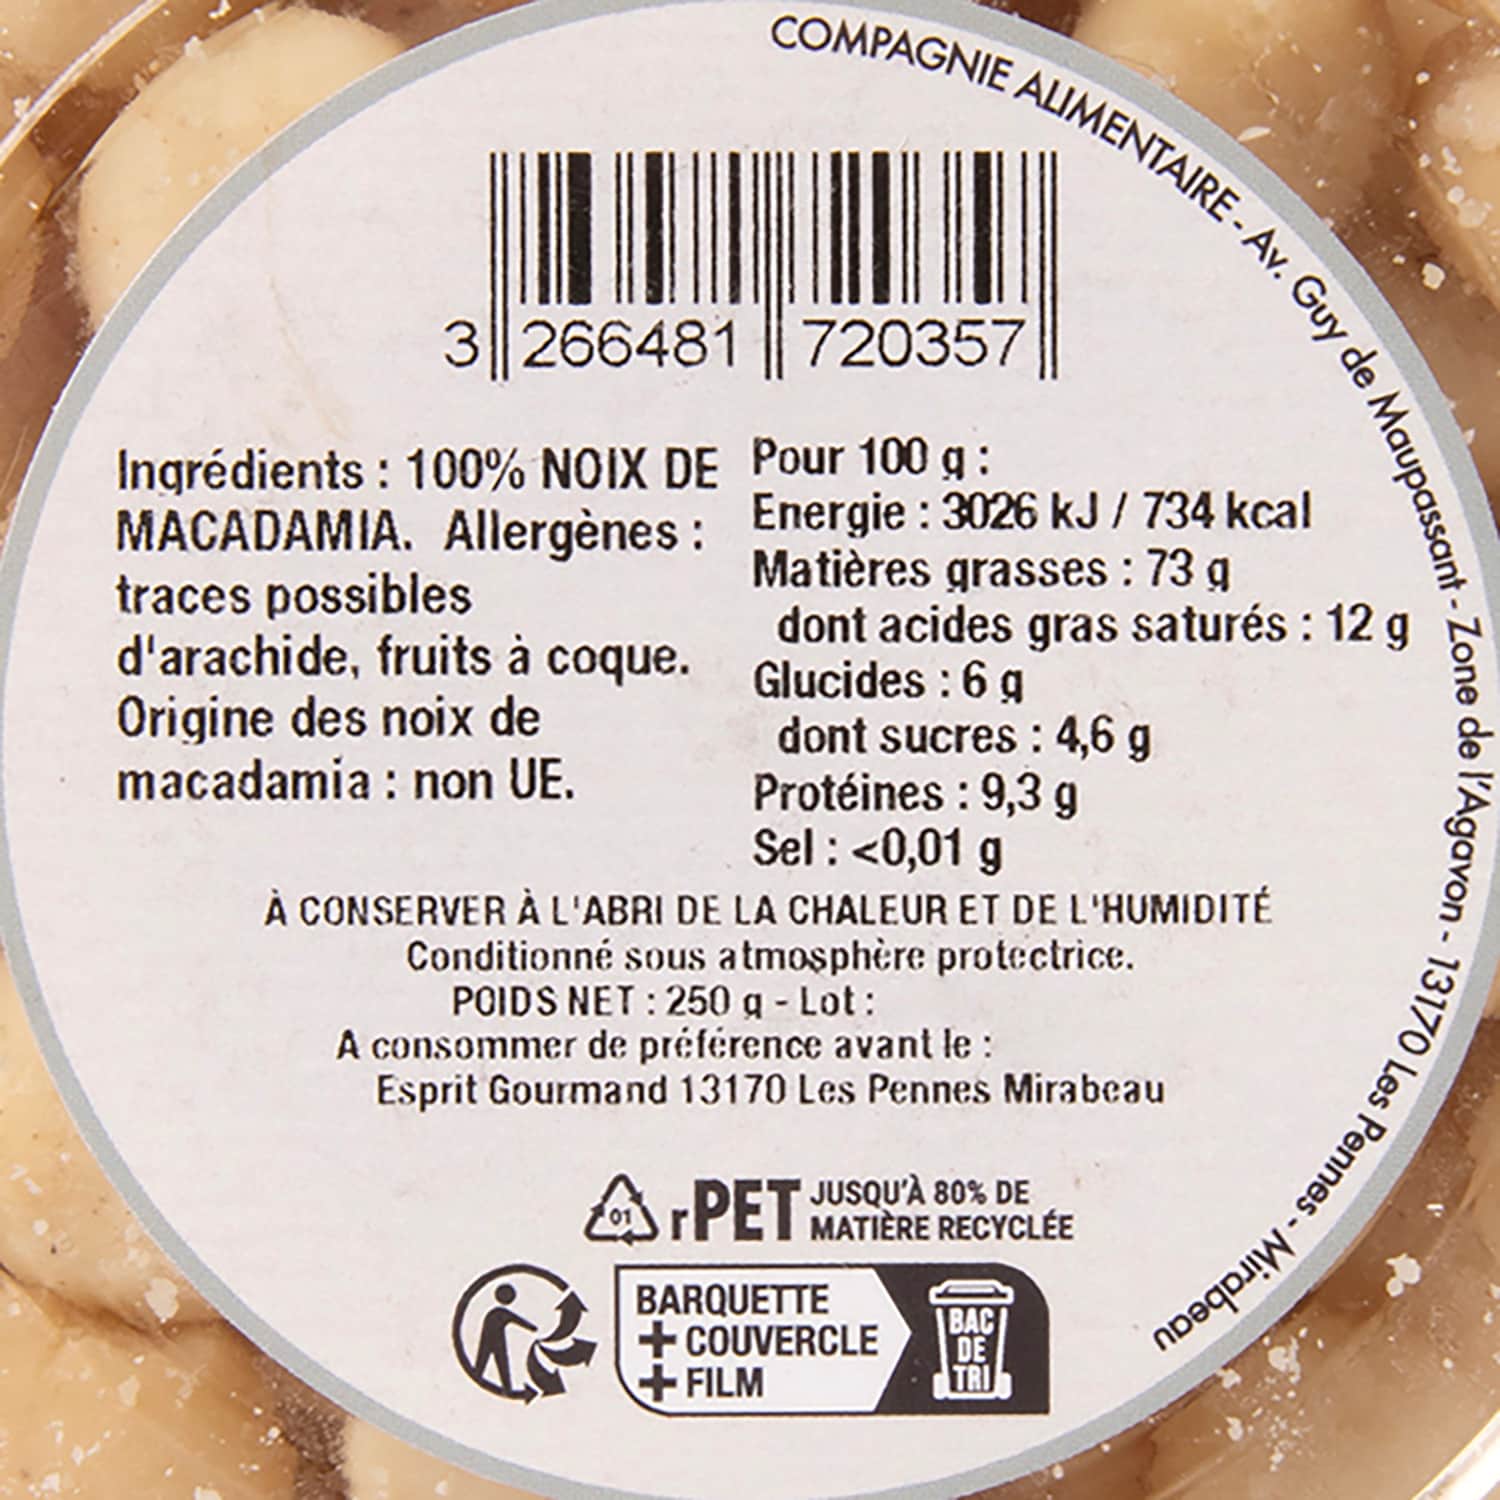 COMPAGNIE ALIMENTAIRE - Av. Guy de Maupassant - Zone de l'Agavon - 13170 Les Pennes - Mirabeau
3 266481 720357
Ingrédients : 100% NOIX DE
MACADAMIA. Allergènes :
traces possibles
d'arachide, fruits à coque.
Origine des noix de
macadamia : non UE.
Pour 100 g :
Energie : 3026 kJ / 734 kcal
Matières grasses : 73 g
dont acides gras saturés : 12 g
Glucides : 6 g
dont sucres : 4,6 g
Protéines : 9,3 g
Sel : <0,01 g
À CONSERVER À L'ABRI DE LA CHALEUR ET DE L'HUMIDITÉ
Conditionné sous atmosphère protectrice.
POIDS NET : 250 g - Lot :
A consommer de préférence avant le :
Esprit Gourmand 13170 Les Pennes Mirabeau
01 rPET JUSQU'À 80% DE
MATIÈRE RECYCLÉE
BARQUETTE
+ COUVERCLE
+ FILM
BAC
DE
TRI